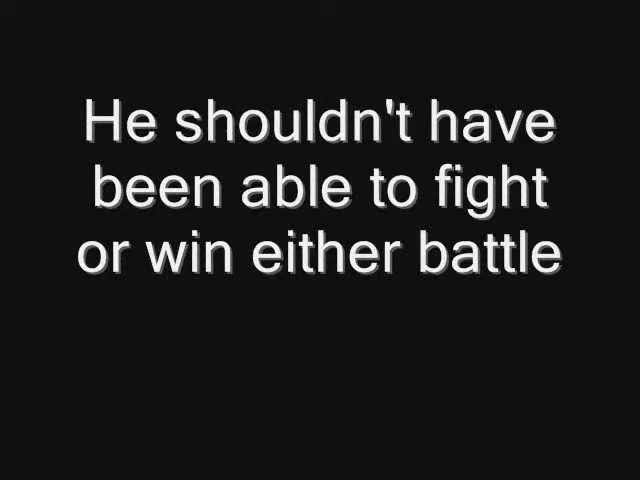 He shouldn't have
been able to fight
or win either battle